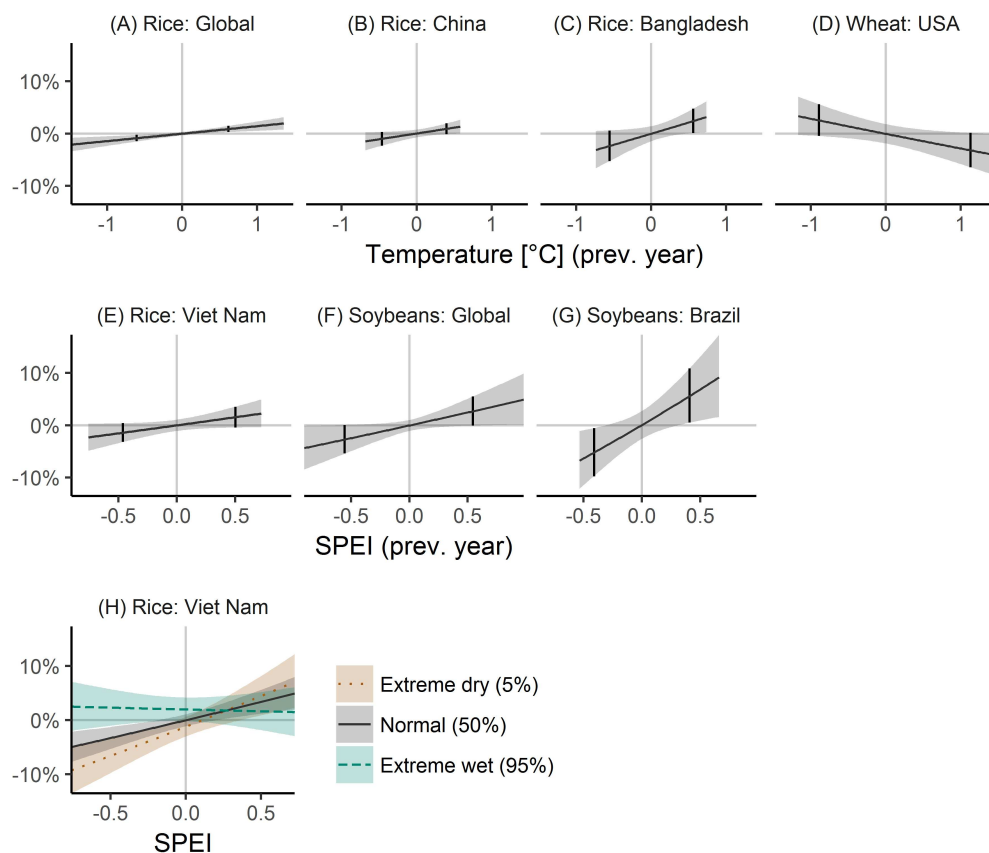 (A) Rice: Global
(B) Rice: China
(C) Rice: Bangladesh
(D) Wheat: USA
10%
0%
-10%
-1 0 1
-1 0 1
-1 0 1
-1 0 1
Temperature [°C] (prev. year)
(E) Rice: Viet Nam
(F) Soybeans: Global
(G) Soybeans: Brazil
10%
0%
-10%
-0.5 0.0 0.5
-0.5 0.0 0.5
-0.5 0.0 0.5
SPEI (prev. year)
(H) Rice: Viet Nam
10%
0%
-10%
-0.5 0.0 0.5
SPEI
Extreme dry (5%)
Normal (50%)
Extreme wet (95%)